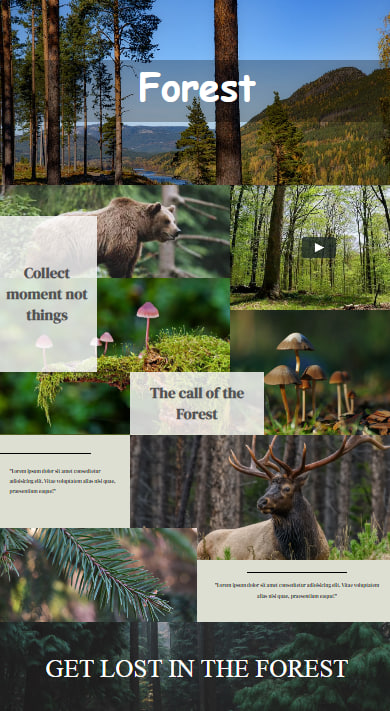 Forest
Collect
moment not
things
The call of the
Forest
"Lorem ipsum dolor sit amet consectetur
adipisicing elit. Vitae voluptatem alias nisi quis,
praesentium eaque!"
"Lorem ipsum dolor sit amet consectetur adipisicing elit. Vitae voluptatem
alias nisi quis, praesentium eaque!"
GET LOST IN THE FOREST